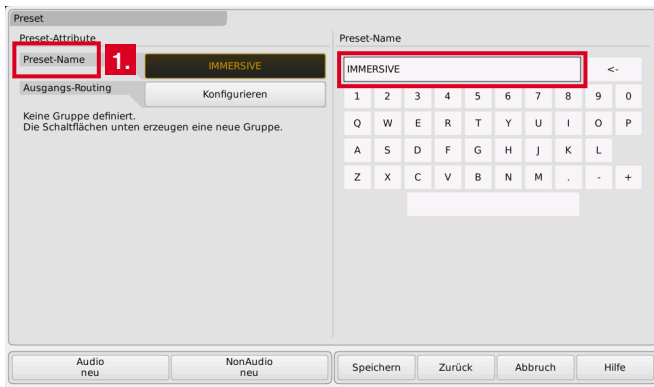 Preset
Preset-Attribute
Preset-Name
1.
IMMERSIVE
Ausgangs-Routing
Konfigurieren
Keine Gruppe definiert.
Die Schaltflächen unten erzeugen eine neue Gruppe.
Preset-Name
IMMERSIVE
<-
1 2 3 4 5 6 7 8 9 0
Q W E R T Y U I O P
A S D F G H J K L
Z X C V B N M . - +
Audio
neu
NonAudio
neu
Speichern
Zurück
Abbruch
Hilfe